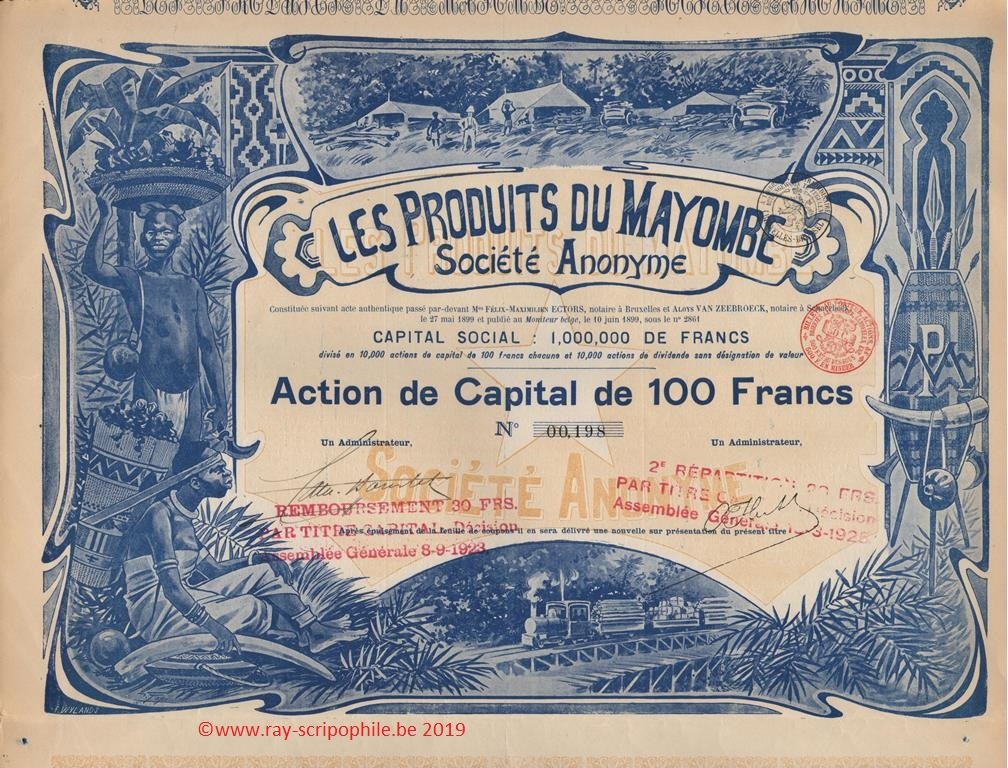 LES PRODUITS DU MAYOMBE
Société Anonyme
Constituée suivant acte authentique passé par-devant Mes FÉLIX-MAXIMILIEN ECTORS, notaire à Bruxelles et ALOYS VAN ZEEBROECK, notaire à Schaerbeek,
le 27 mai 1899 et publié au Moniteur belge, le 10 juin 1899, sous le n° 2861
CAPITAL SOCIAL : 1,000,000 DE FRANCS
divisé en 10,000 actions de capital de 100 francs chacune et 10,000 actions de dividende sans désignation de valeur
Action de Capital de 100 Francs
N° 00,198
Un Administrateur,
Un Administrateur,
Société Anonyme
REMBOURSEMENT 30 FRS.
PAR TITRE CAPITAL Décision
Assemblée Générale 8-9-1923
2e RÉPARTITION 20 FRS.
PAR TITRE Décision
Assemblée Générale
Après épuisement de la feuille de coupons il en sera délivré une nouvelle sur présentation du présent titre
PM
F. WYLANDS
©www.ray-scripophile.be 2019